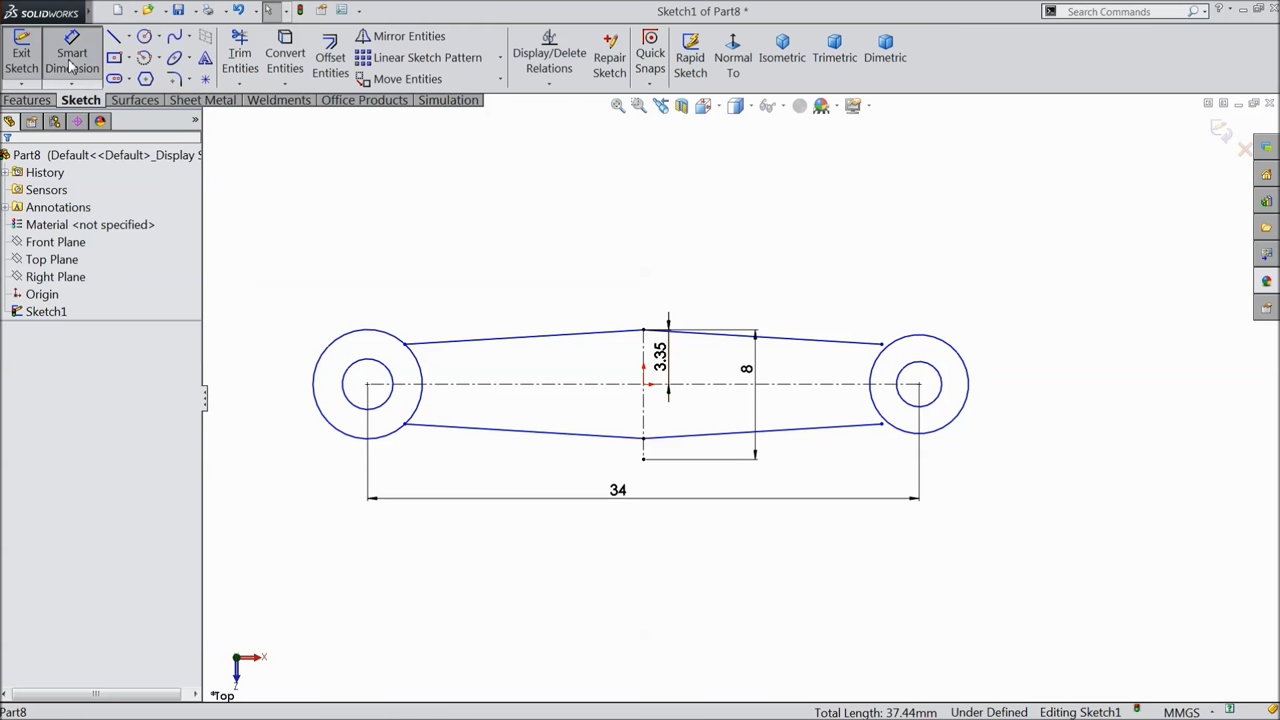 SOLIDWORKS
Sketch1 of Part8 *
Search Commands
Exit Sketch
Smart Dimension
Trim Entities
Convert Entities
Offset Entities
Mirror Entities
Linear Sketch Pattern
Move Entities
Display/Delete Relations
Repair Sketch
Quick Snaps
Rapid Sketch
Normal To
Isometric
Trimetric
Dimetric
Features
Sketch
Surfaces
Sheet Metal
Weldments
Office Products
Simulation
Part8 (Default<<Default>_Display S
History
Sensors
Annotations
Material <not specified>
Front Plane
Top Plane
Right Plane
Origin
Sketch1
3.35
8
34
X
Z
*Top
Part8
Total Length: 37.44mm
Under Defined
Editing Sketch1
MMGS